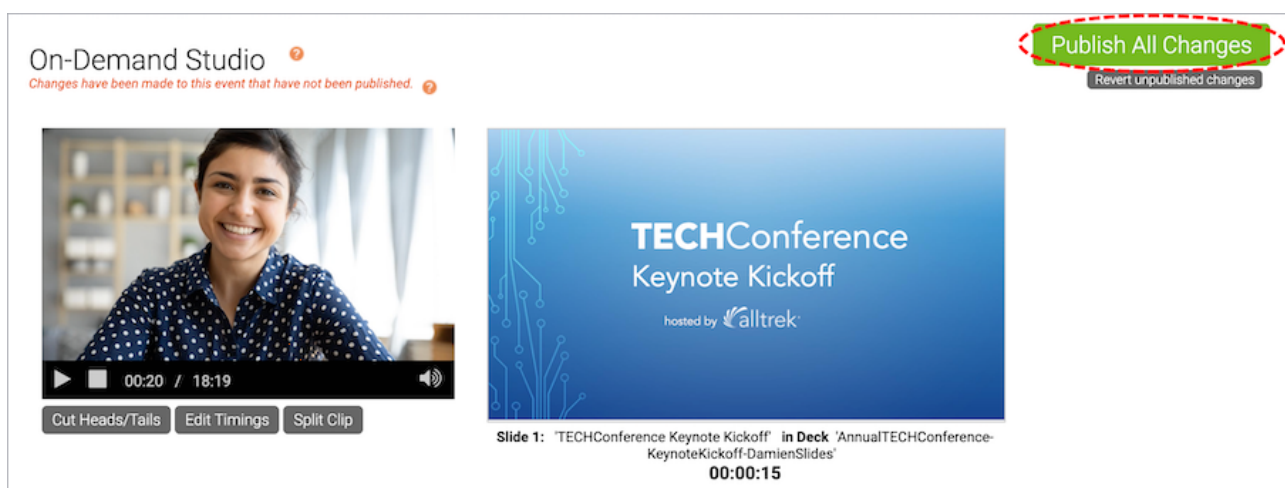 Publish All Changes
On-Demand Studio ?
Changes have been made to this event that have not been published. ?
Revert unpublished changes
TECHConference
Keynote Kickoff
hosted by alltrek
00:20 / 18:19
Cut Heads/Tails Edit Timings Split Clip
Slide 1: 'TECHConference Keynote Kickoff' in Deck 'AnnualTECHConference-
KeynoteKickoff-DamienSlides'
00:00:15